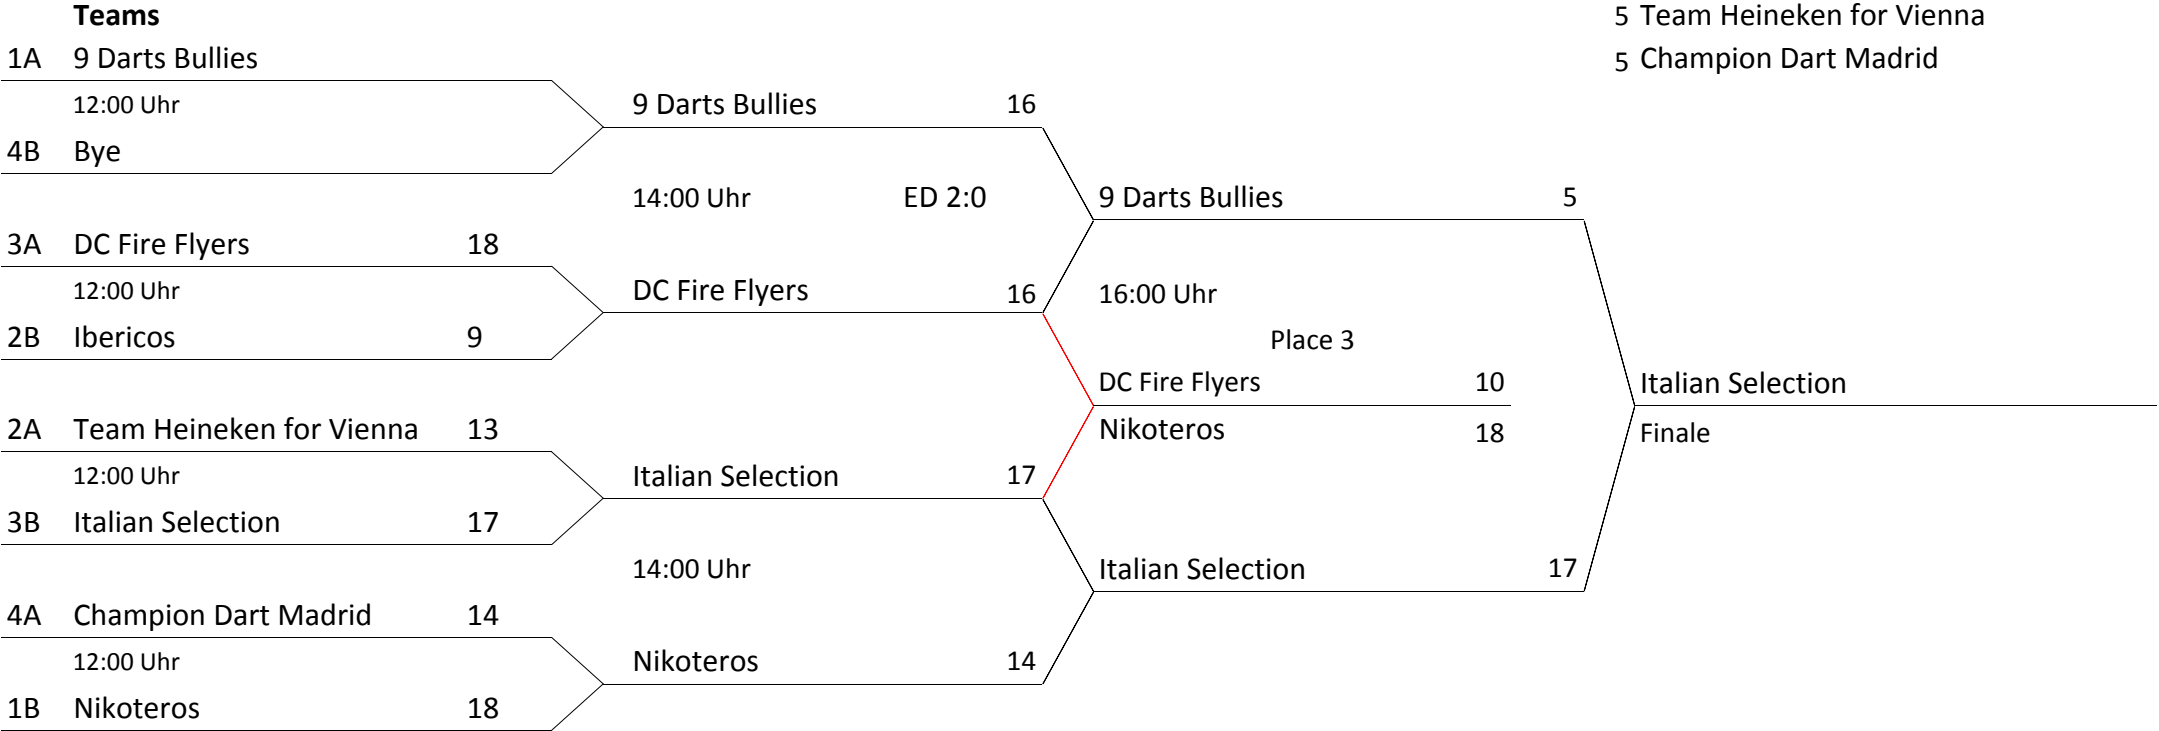 Teams
5 Team Heineken for Vienna
1A 9 Darts Bullies
5 Champion Dart Madrid
12:00 Uhr
9 Darts Bullies 16
4B Bye
14:00 Uhr ED 2:0
9 Darts Bullies 5
3A DC Fire Flyers 18
12:00 Uhr
DC Fire Flyers 16
16:00 Uhr
2B Ibericos 9
Place 3
DC Fire Flyers 10
Italian Selection
2A Team Heineken for Vienna 13
Nikoteros 18
Finale
12:00 Uhr
Italian Selection 17
3B Italian Selection 17
14:00 Uhr
Italian Selection 17
4A Champion Dart Madrid 14
12:00 Uhr
Nikoteros 14
1B Nikoteros 18